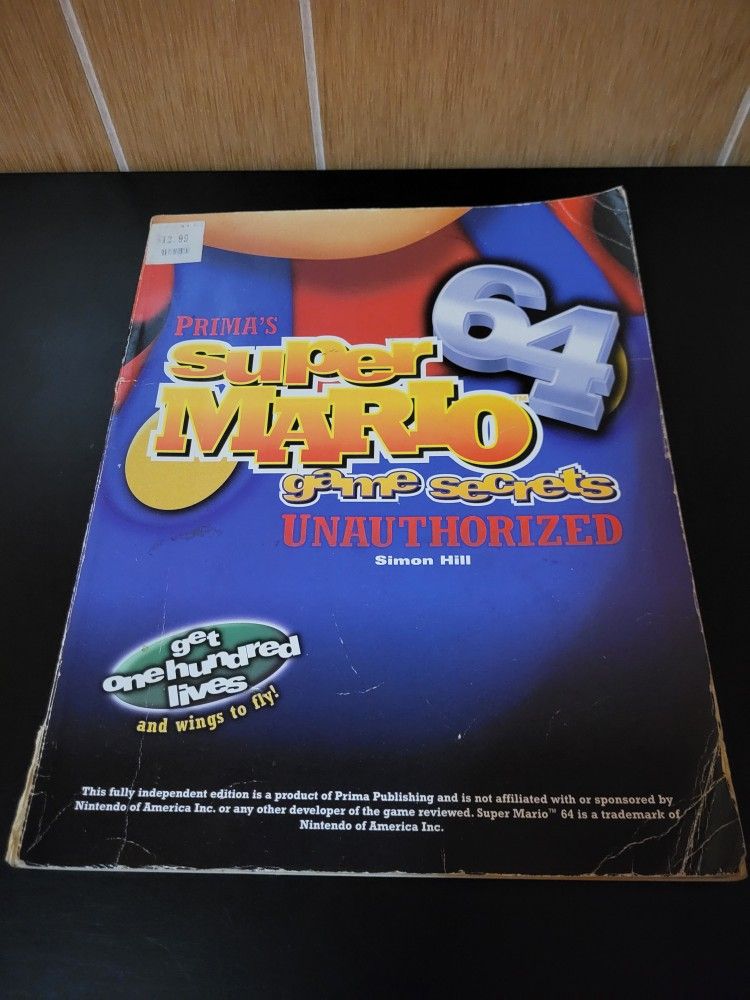 $12.99
PRIMA'S
super
MARIO™
64
game secrets
UNAUTHORIZED
Simon Hill
get
one hundred
lives
and wings to fly!
This fully independent edition is a product of Prima Publishing and is not affiliated with or sponsored by
Nintendo of America Inc. or any other developer of the game reviewed. Super Mario™ 64 is a trademark of
Nintendo of America Inc.